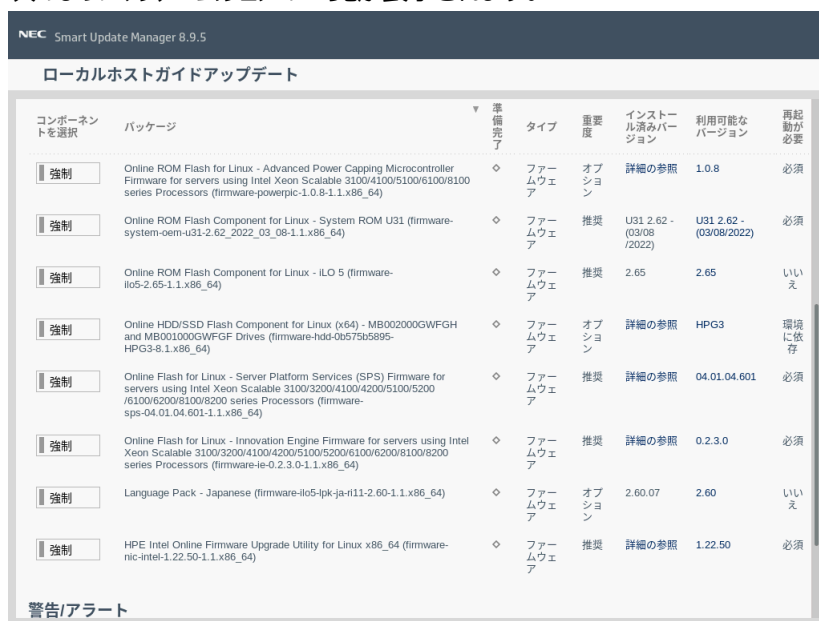 NEC Smart Update Manager 8.9.5
ローカルホストガイドアップデート
コンポーネン
トを選択
パッケージ
準
備
完
了
タイプ
重要
度
インストー
ル済みバー
ジョン
利用可能な
バージョン
再起
動が
必要
強制
Online ROM Flash for Linux - Advanced Power Capping Microcontroller
Firmware for servers using Intel Xeon Scalable 3100/4100/5100/6100/8100
series Processors (firmware-powerpic-1.0.8-1.1.x86_64)
ファー
ムウェ
ア
オプ
ショ
ン
詳細の参照
1.0.8
必須
強制
Online ROM Flash Component for Linux - System ROM U31 (firmware-
system-oem-u31-2.62_2022_03_08-1.1.x86_64)
ファー
ムウェ
ア
推奨
U31 2.62 -
(03/08
/2022)
U31 2.62 -
(03/08/2022)
必須
強制
Online ROM Flash Component for Linux - iLO 5 (firmware-
ilo5-2.65-1.1.x86_64)
ファー
ムウェ
ア
推奨
2.65
2.65
いい
え
強制
Online HDD/SSD Flash Component for Linux (x64) - MB002000GWFGH
and MB001000GWFGF Drives (firmware-hdd-0b575b5895-
HPG3-8.1.x86_64)
ファー
ムウェ
ア
オプ
ショ
ン
詳細の参照
HPG3
環境
に依
存
強制
Online Flash for Linux - Server Platform Services (SPS) Firmware for
servers using Intel Xeon Scalable 3100/3200/4100/4200/5100/5200
/6100/6200/8100/8200 series Processors (firmware-
sps-04.01.04.601-1.1.x86_64)
ファー
ムウェ
ア
推奨
詳細の参照
04.01.04.601
必須
強制
Online Flash for Linux - Innovation Engine Firmware for servers using Intel
Xeon Scalable 3100/3200/4100/4200/5100/5200/6100/6200/8100/8200
series Processors (firmware-ie-0.2.3.0-1.1.x86_64)
ファー
ムウェ
ア
推奨
詳細の参照
0.2.3.0
必須
強制
Language Pack - Japanese (firmware-ilo5-lpk-ja-ri11-2.60-1.1.x86_64)
ファー
ムウェ
ア
オプ
ショ
ン
2.60.07
2.60
いい
え
強制
HPE Intel Online Firmware Upgrade Utility for Linux x86_64 (firmware-
nic-intel-1.22.50-1.1.x86_64)
ファー
ムウェ
ア
推奨
詳細の参照
1.22.50
必須
警告/アラート